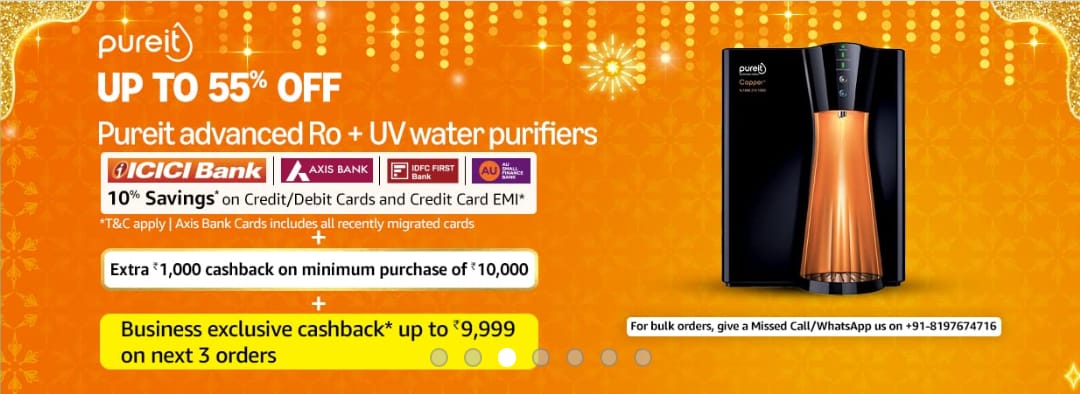 pureit
UP TO 55% OFF
Pureit advanced Ro + UV water purifiers
ICICI Bank
AXIS BANK
IDFC FIRST
Bank
AU
AU
SMALL
FINANCE
BANK
10% Savings* on Credit/Debit Cards and Credit Card EMI*
*T&C apply | Axis Bank Cards includes all recently migrated cards
+
Extra ₹1,000 cashback on minimum purchase of ₹10,000
+
Business exclusive cashback* up to ₹9,999
on next 3 orders
pureit
Copper+
For bulk orders, give a Missed Call/WhatsApp us on +91-8197674716